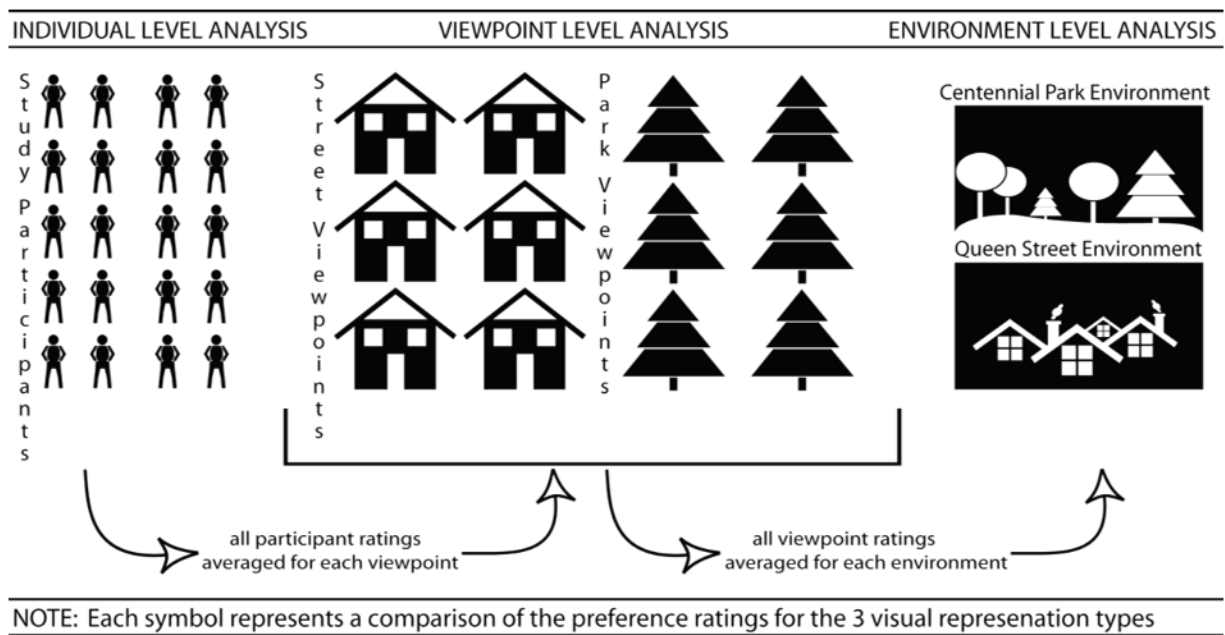 INDIVIDUAL LEVEL ANALYSIS
VIEWPOINT LEVEL ANALYSIS
ENVIRONMENT LEVEL ANALYSIS
Study Participants
Street Viewpoints
Park Viewpoints
Centennial Park Environment
Queen Street Environment
all participant ratings
averaged for each viewpoint
all viewpoint ratings
averaged for each environment
NOTE: Each symbol represents a comparison of the preference ratings for the 3 visual represenation types